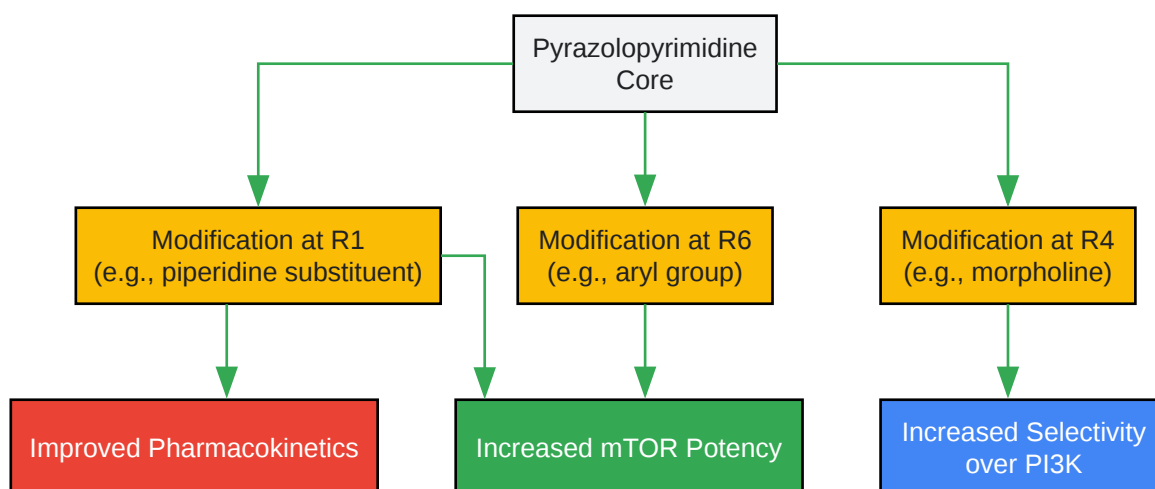 Pyrazolopyrimidine
Core
Modification at R1
(e.g., piperidine substituent)
Modification at R6
(e.g., aryl group)
Modification at R4
(e.g., morpholine)
Improved Pharmacokinetics
Increased mTOR Potency
Increased Selectivity
over PI3K